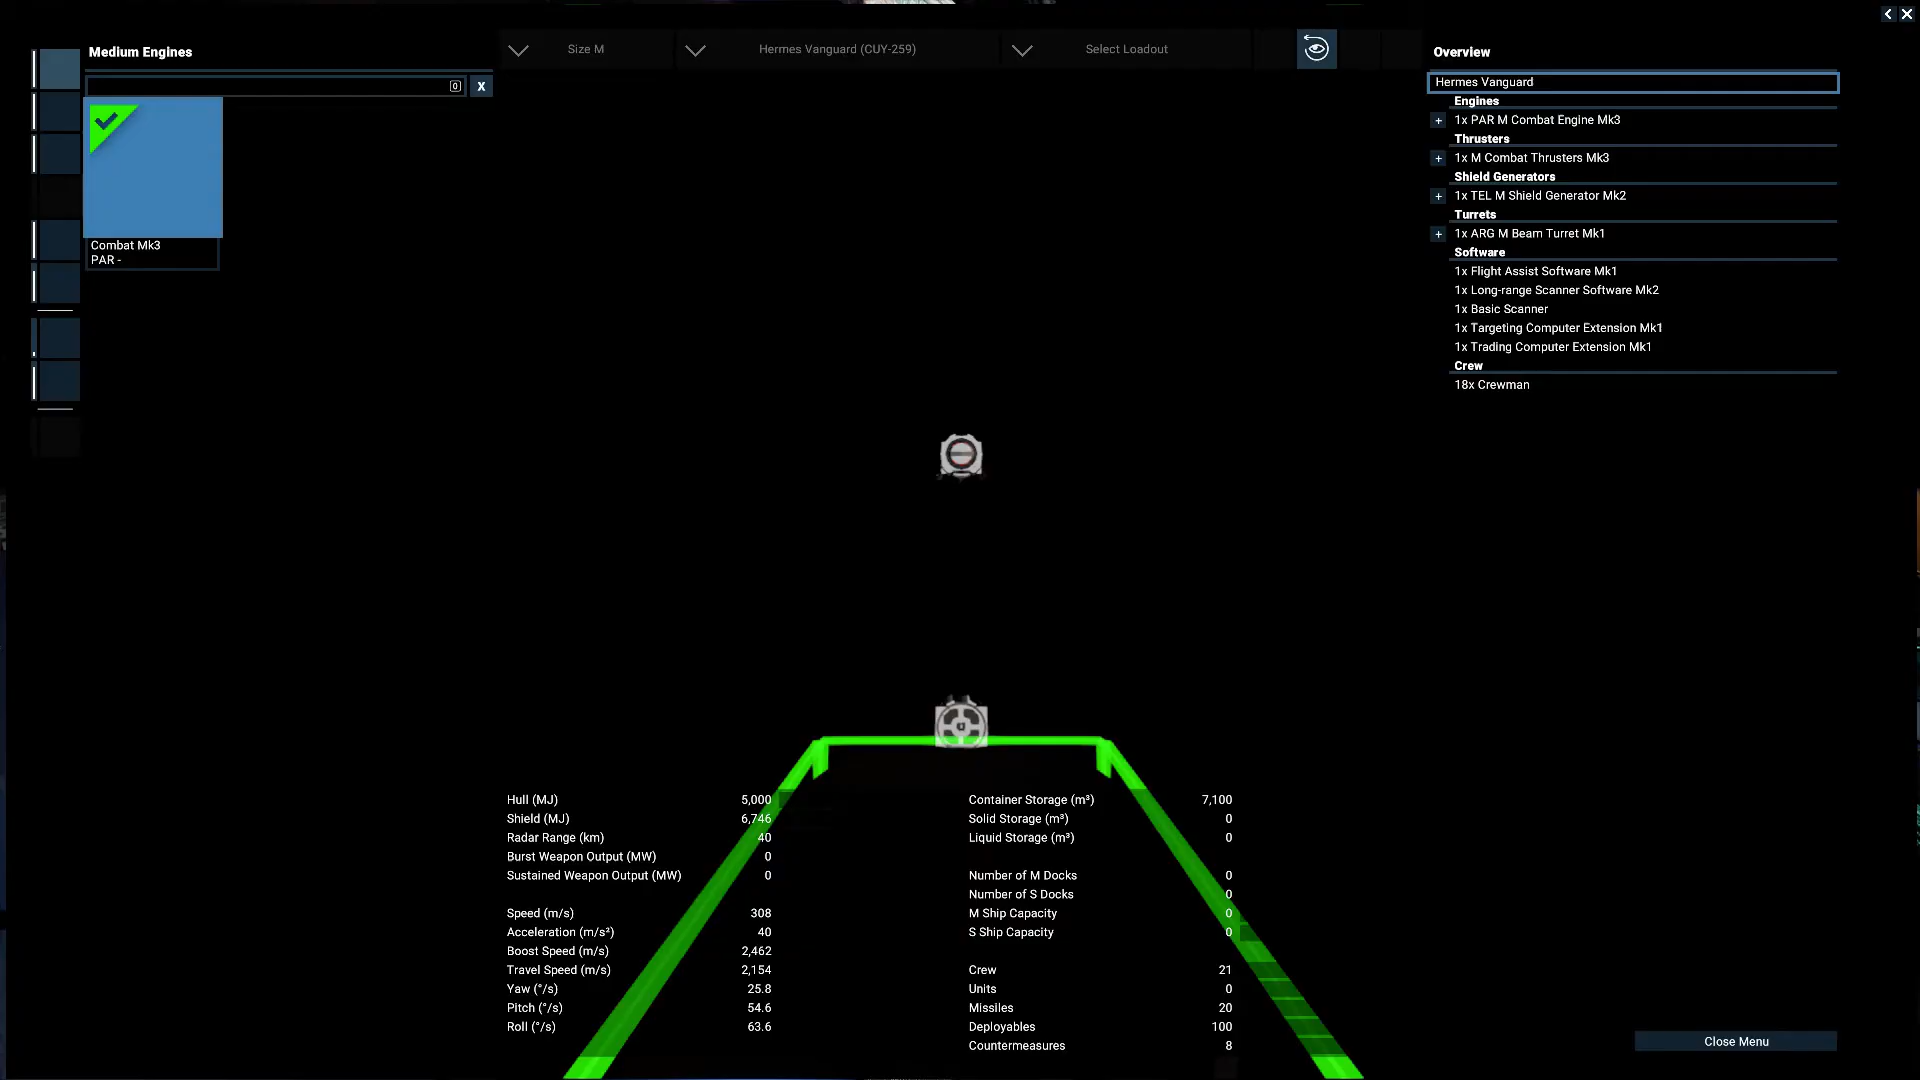 Medium Engines
0
X
Combat Mk3
PAR -
Size M
Hermes Vanguard (CUY-259)
Select Loadout
Overview
Hermes Vanguard
Engines
+ 1x PAR M Combat Engine Mk3
Thrusters
+ 1x M Combat Thrusters Mk3
Shield Generators
+ 1x TEL M Shield Generator Mk2
Turrets
+ 1x ARG M Beam Turret Mk1
Software
1x Flight Assist Software Mk1
1x Long-range Scanner Software Mk2
1x Basic Scanner
1x Targeting Computer Extension Mk1
1x Trading Computer Extension Mk1
Crew
18x Crewman
Hull (MJ) 5,000
Shield (MJ) 6,746
Radar Range (km) 40
Burst Weapon Output (MW) 0
Sustained Weapon Output (MW) 0
Speed (m/s) 308
Acceleration (m/s²) 40
Boost Speed (m/s) 2,462
Travel Speed (m/s) 2,154
Yaw (°/s) 25.8
Pitch (°/s) 54.6
Roll (°/s) 63.6
Container Storage (m³) 7,100
Solid Storage (m³) 0
Liquid Storage (m³) 0
Number of M Docks 0
Number of S Docks 0
M Ship Capacity 0
S Ship Capacity 0
Crew 21
Units 0
Missiles 20
Deployables 100
Countermeasures 8
Close Menu